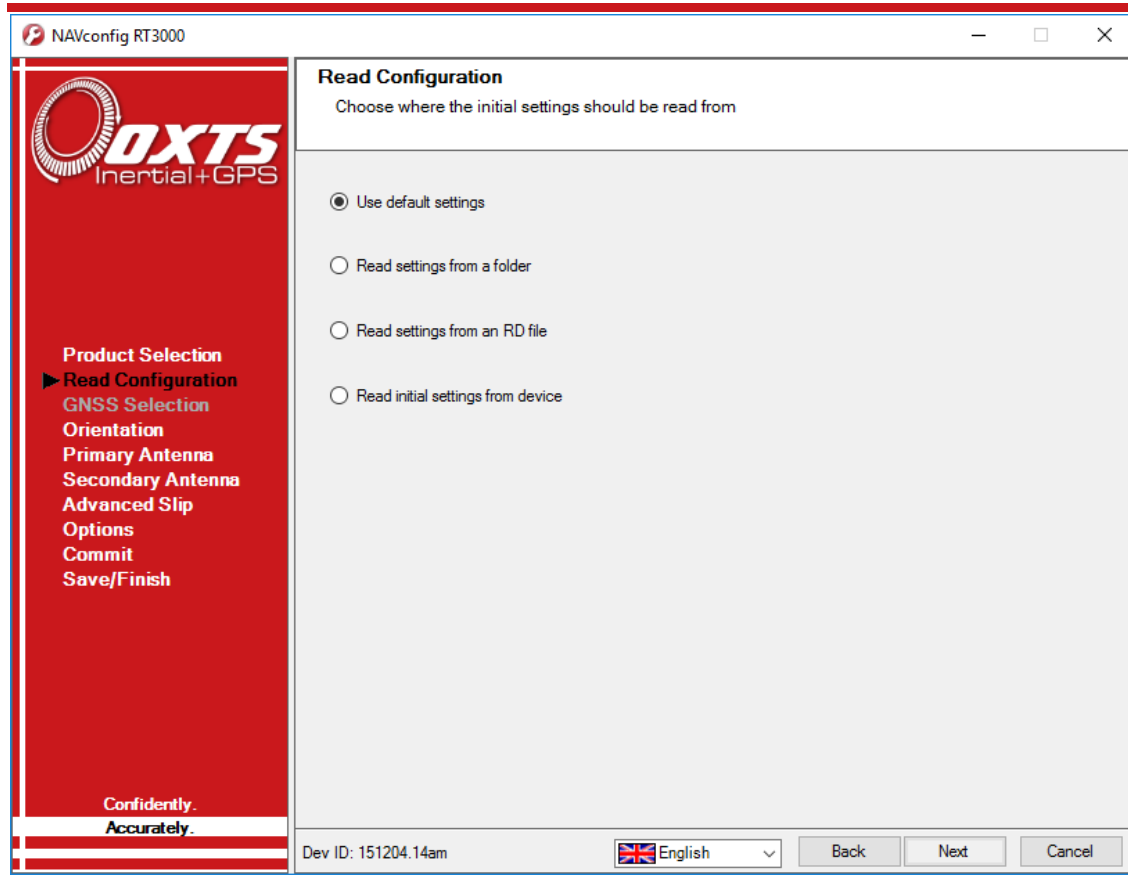 NAVconfig RT3000
OXTS
Inertial+GPS
Product Selection
Read Configuration
GNSS Selection
Orientation
Primary Antenna
Secondary Antenna
Advanced Slip
Options
Commit
Save/Finish
Confidently.
Accurately.
Read Configuration
Choose where the initial settings should be read from
Use default settings
Read settings from a folder
Read settings from an RD file
Read initial settings from device
Dev ID: 151204.14am
English
Back
Next
Cancel